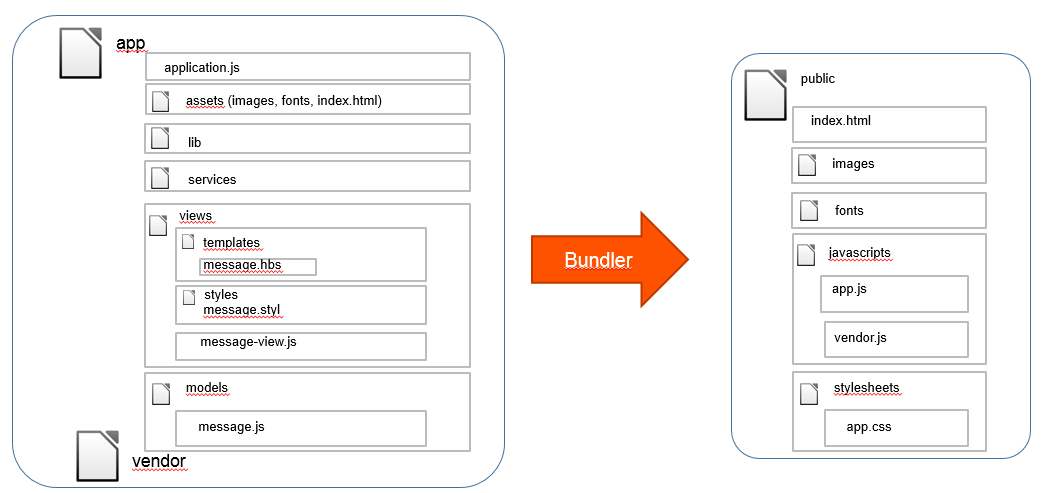 app
application.js
assets (images, fonts, index.html)
lib
services
views
templates
message.hbs
styles
message.styl
message-view.js
models
message.js
vendor
Bundler
public
index.html
images
fonts
javascripts
app.js
vendor.js
stylesheets
app.css